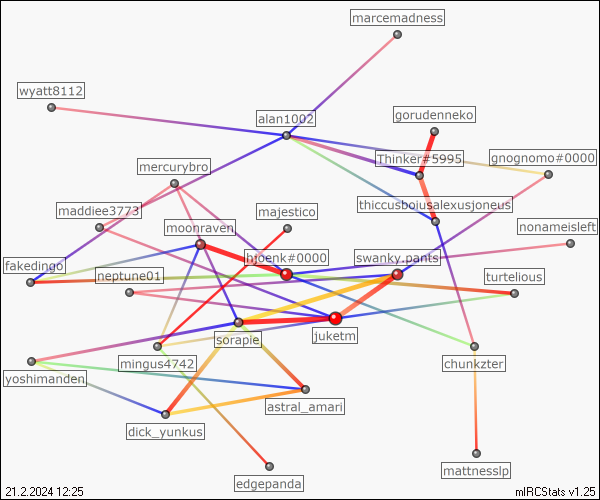 marcemadness
wyatt8112
alan1002
gorudenneko
Thinker#5995
gnognomo#0000
mercurybro
thiccusboiusalexusjoneus
maddiee3773
majestico
moonraven
nonameisleft
fakedingo
bjoenk#0000
swanky.pants
neptune01
turtelious
sorapie
juketm
mingus4742
chunkzter
yoshimanden
astral_amari
dick_yunkus
mattnesslp
edgepanda
21.2.2024 12:25
mIRCStats v1.25